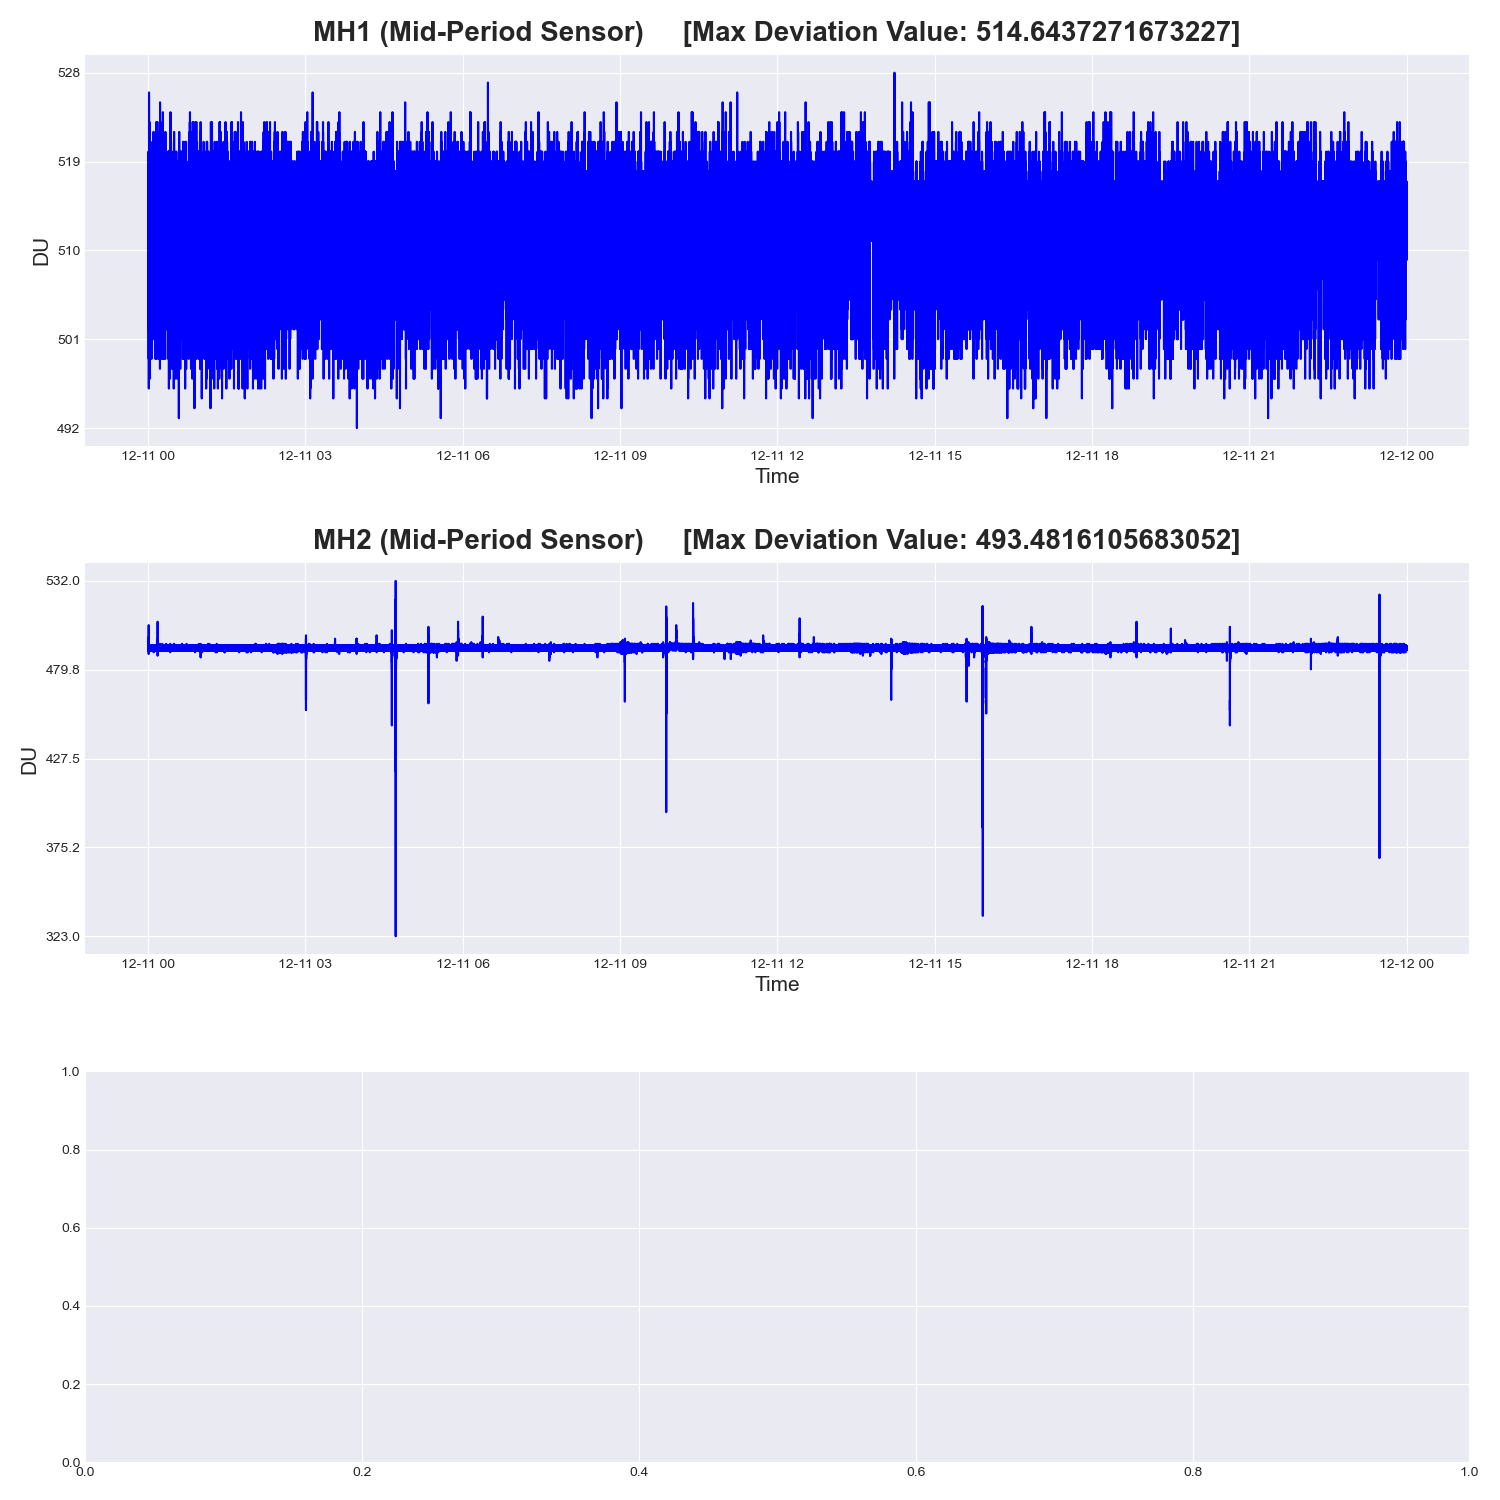 MH1 (Mid-Period Sensor) [Max Deviation Value: 514.6437271673227]
528
519
510
501
492
DU
12-11 00 12-11 03 12-11 06 12-11 09 12-11 12 12-11 15 12-11 18 12-11 21 12-12 00
Time
MH2 (Mid-Period Sensor) [Max Deviation Value: 493.4816105683052]
532.0
479.8
427.5
375.2
323.0
DU
12-11 00 12-11 03 12-11 06 12-11 09 12-11 12 12-11 15 12-11 18 12-11 21 12-12 00
Time
1.0
0.8
0.6
0.4
0.2
0.0
0.0 0.2 0.4 0.6 0.8 1.0